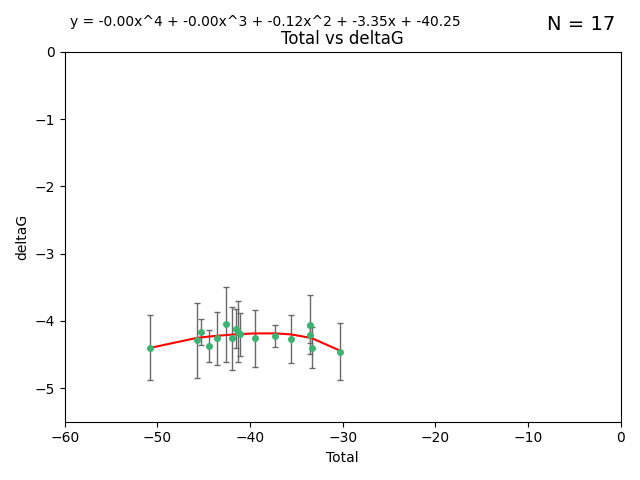 y = -0.00x^4 + -0.00x^3 + -0.12x^2 + -3.35x + -40.25
N = 17
Total vs deltaG
0
−1
−2
−3
−4
−5
deltaG
−60 −50 −40 −30 −20 −10 0
Total